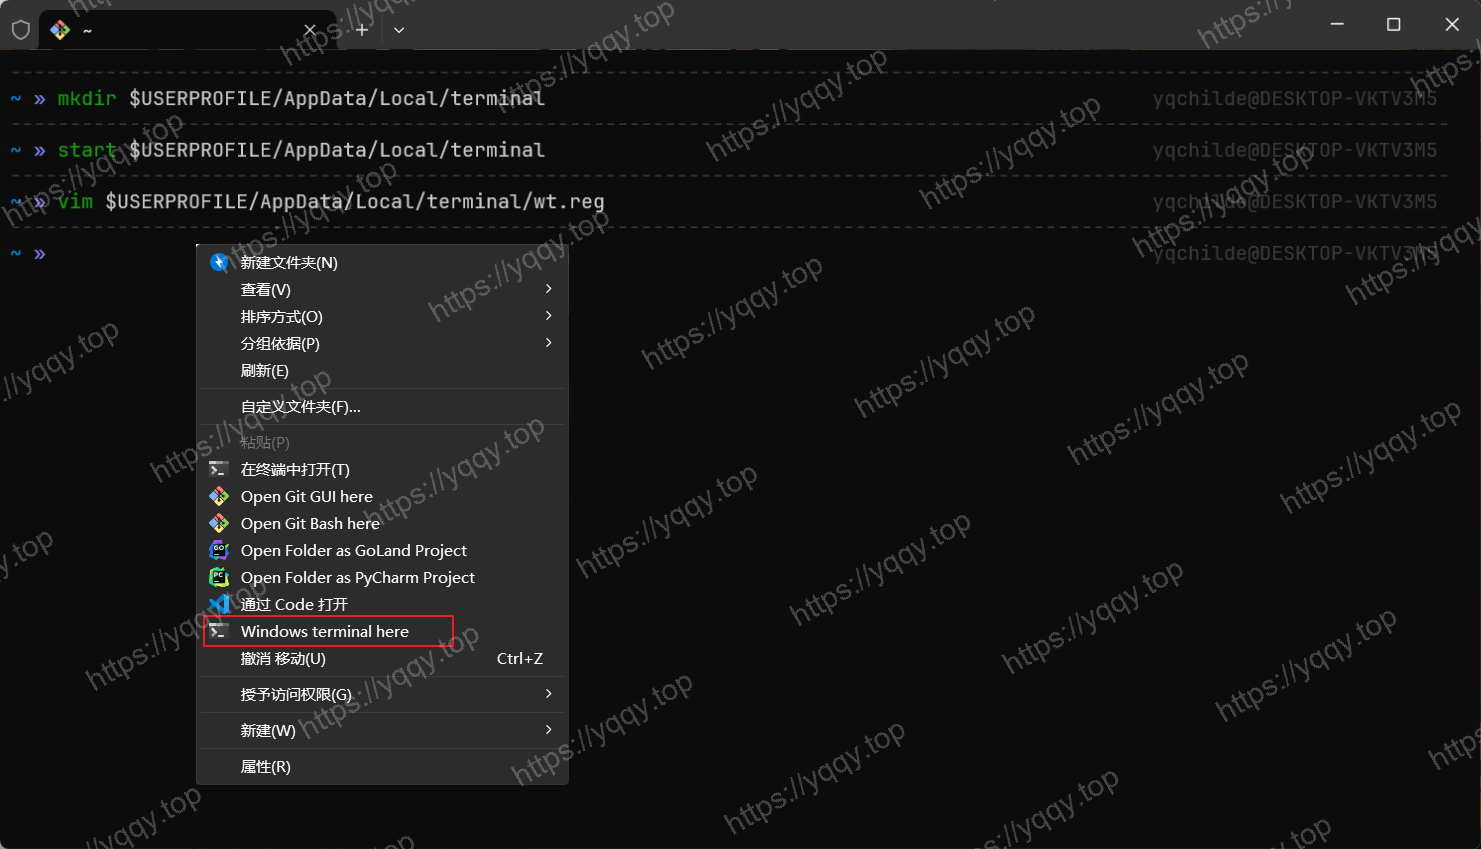 ~
~ » mkdir $USERPROFILE/AppData/Local/terminal yqchilde@DESKTOP-VKTV3M5
~ » start $USERPROFILE/AppData/Local/terminal yqchilde@DESKTOP-VKTV3M5
~ » vim $USERPROFILE/AppData/Local/terminal/wt.reg yqchilde@DESKTOP-VKTV3M5
~ » yqchilde@DESKTOP-VKTV3M5
新建文件夹(N)
查看(V)
排序方式(O)
分组依据(P)
刷新(E)
自定义文件夹(F)...
粘贴(P)
在终端中打开(T)
Open Git GUI here
Open Git Bash here
Open Folder as GoLand Project
Open Folder as PyCharm Project
通过 Code 打开
Windows terminal here
撤消 移动(U) Ctrl+Z
授予访问权限(G)
新建(W)
属性(R)
https://yqqy.top